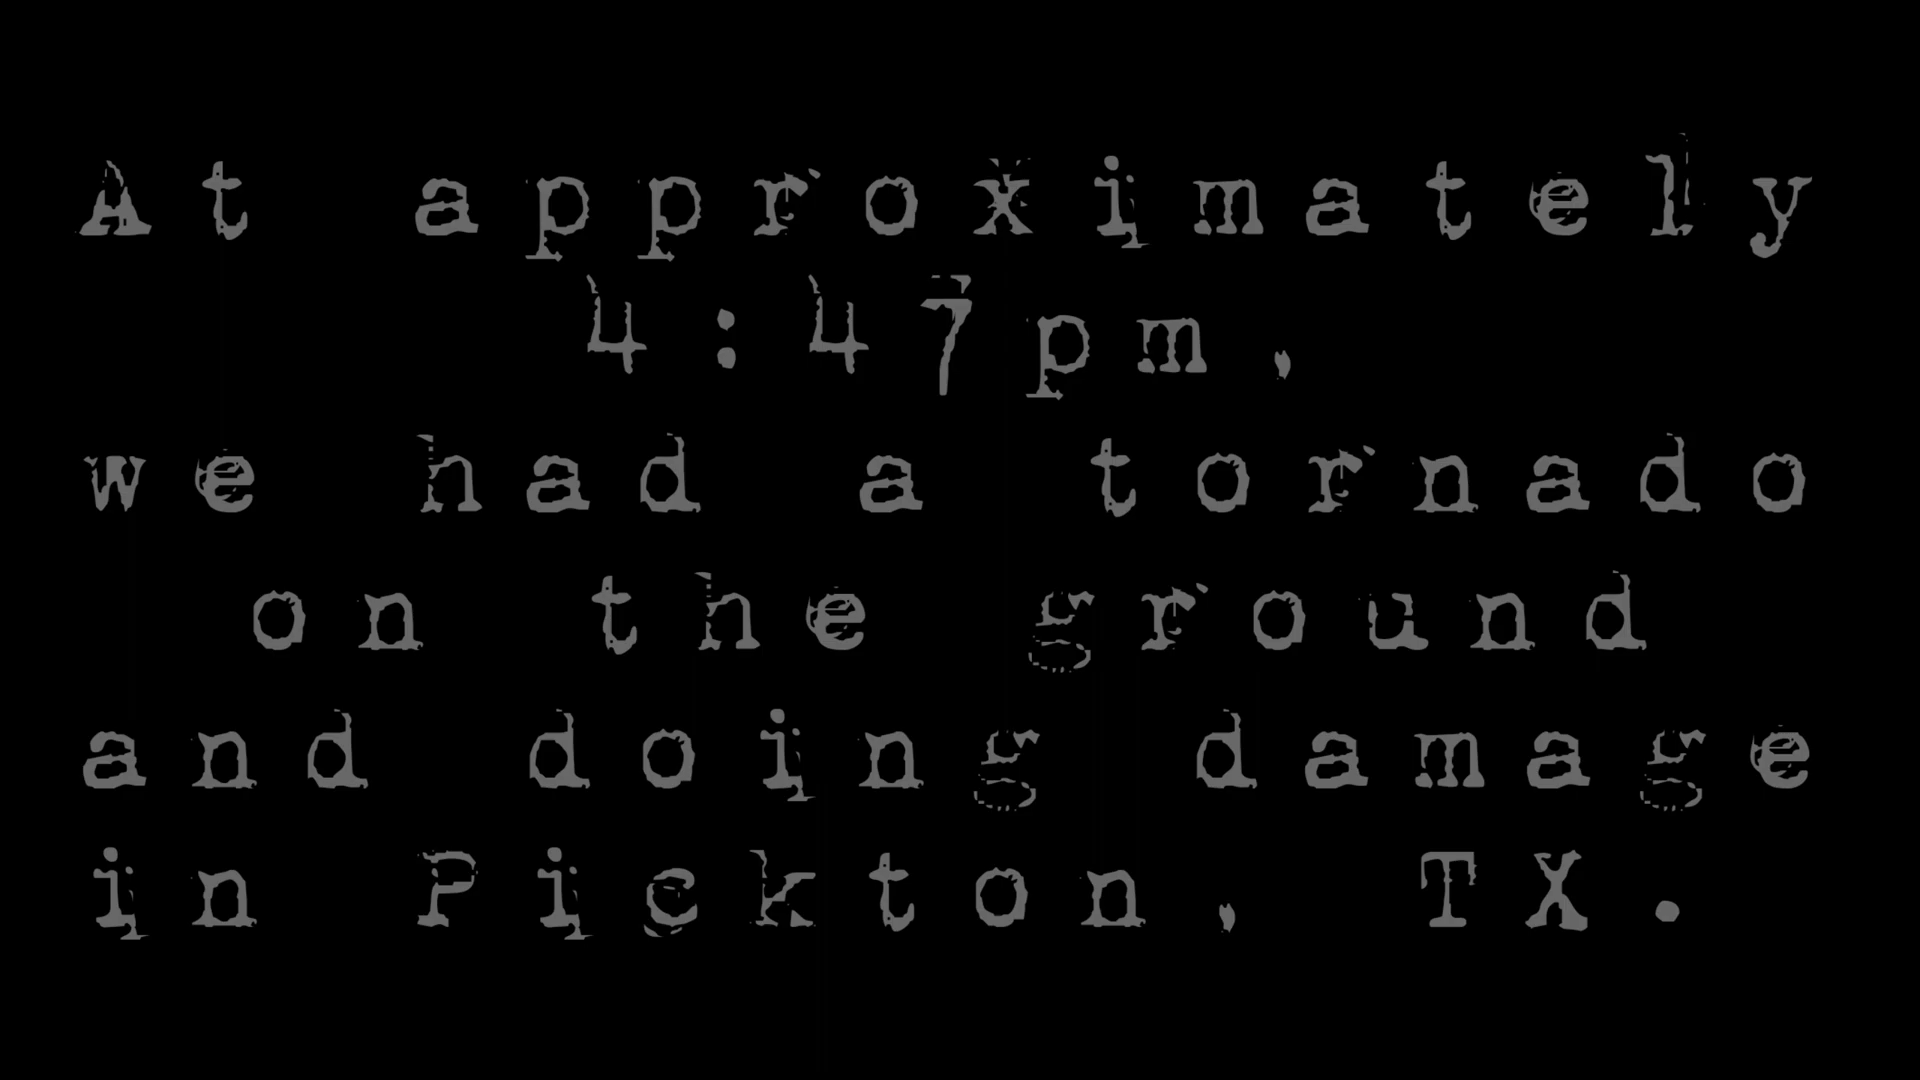 At approximately
4:47pm,
we had a tornado
on the ground
and doing damage
in Pickton, TX.